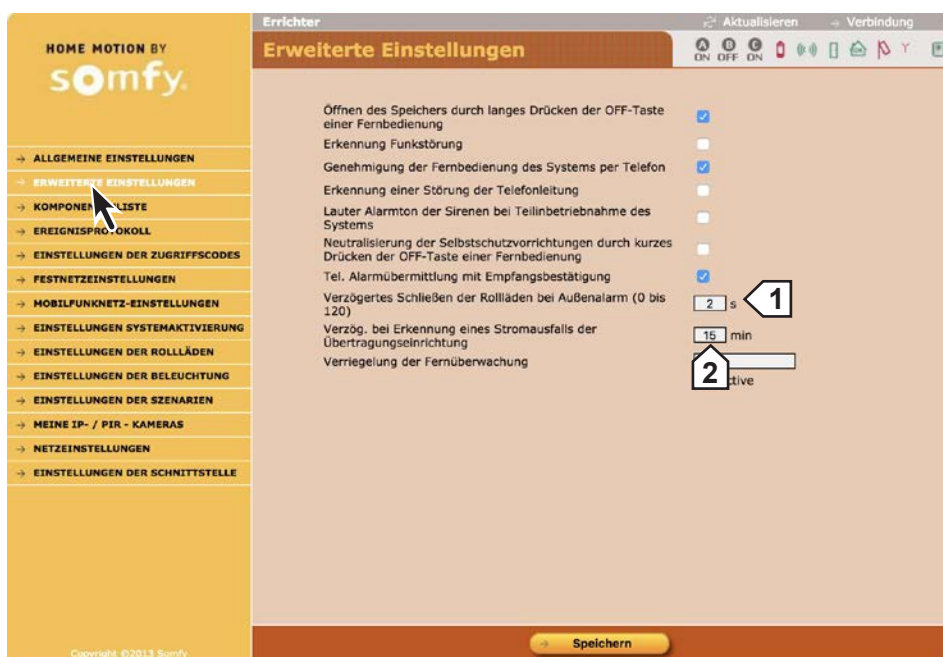 Errichter
Aktualisieren
Verbindung
HOME MOTION BY
somfy.
Erweiterte Einstellungen
A B C
ON OFF ON
Öffnen des Speichers durch langes Drücken der OFF-Taste
einer Fernbedienung
Erkennung Funkstörung
Genehmigung der Fernbedienung des Systems per Telefon
Erkennung einer Störung der Telefonleitung
Lauter Alarmton der Sirenen bei Teilinbetriebnahme des
Systems
Neutralisierung der Selbstschutzvorrichtungen durch kurzes
Drücken der OFF-Taste einer Fernbedienung
Tel. Alarmübermittlung mit Empfangsbestätigung
Verzögertes Schließen der Rollläden bei Außenalarm (0 bis
120)
2 s
1
Verzög. bei Erkennung eines Stromausfalls der
Übertragungseinrichtung
15 min
2
Verriegelung der Fernüberwachung
ALLGEMEINE EINSTELLUNGEN
ERWEITERTE EINSTELLUNGEN
EREIGNISPROTOKOLL
EINSTELLUNGEN DER ZUGRIFFSCODES
FESTNETZEINSTELLUNGEN
MOBILFUNKNETZ-EINSTELLUNGEN
EINSTELLUNGEN SYSTEMAKTIVIERUNG
EINSTELLUNGEN DER ROLLLÄDEN
EINSTELLUNGEN DER BELEUCHTUNG
EINSTELLUNGEN DER SZENARIEN
MEINE IP- / PIR - KAMERAS
NETZEINSTELLUNGEN
EINSTELLUNGEN DER SCHNITTSTELLE
Speichern
Copyright ©2013 Somfy